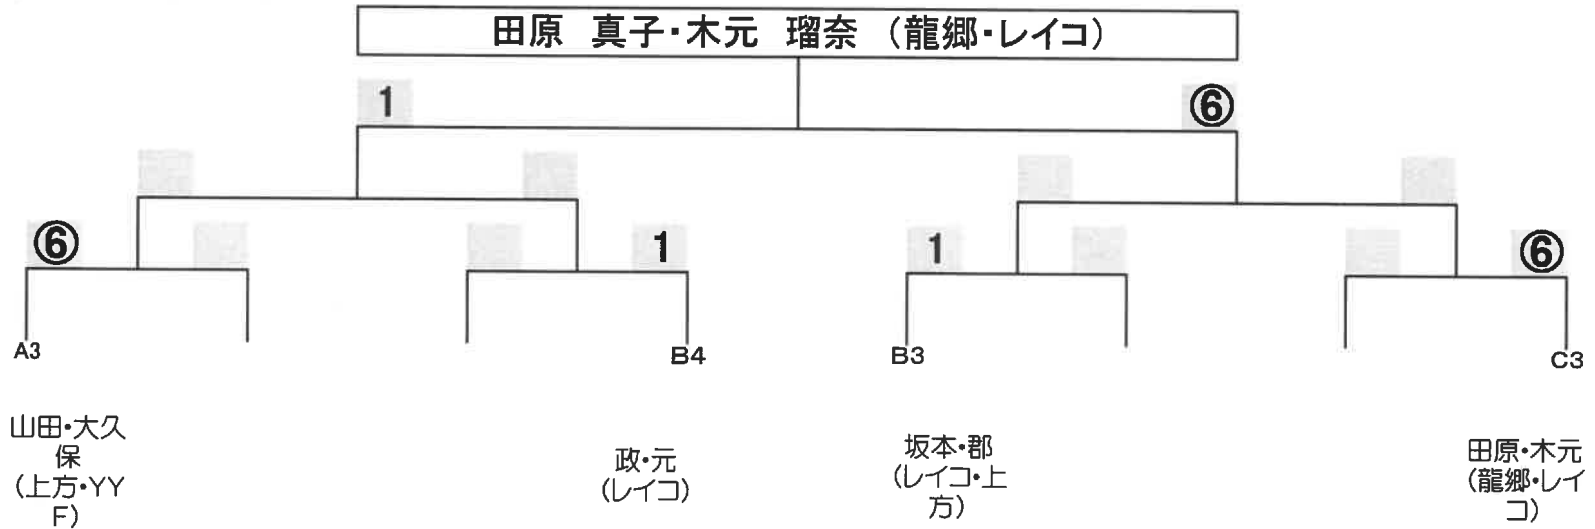 田原　真子・木元　瑠奈　（龍郷・レイコ）
1
⑥
⑥
1
1
⑥
A3
B4
B3
C3
山田・大久
保
（上方・YY
F）
政・元
（レイコ）
坂本・郡
（レイコ・上
方）
田原・木元
（龍郷・レイ
コ）